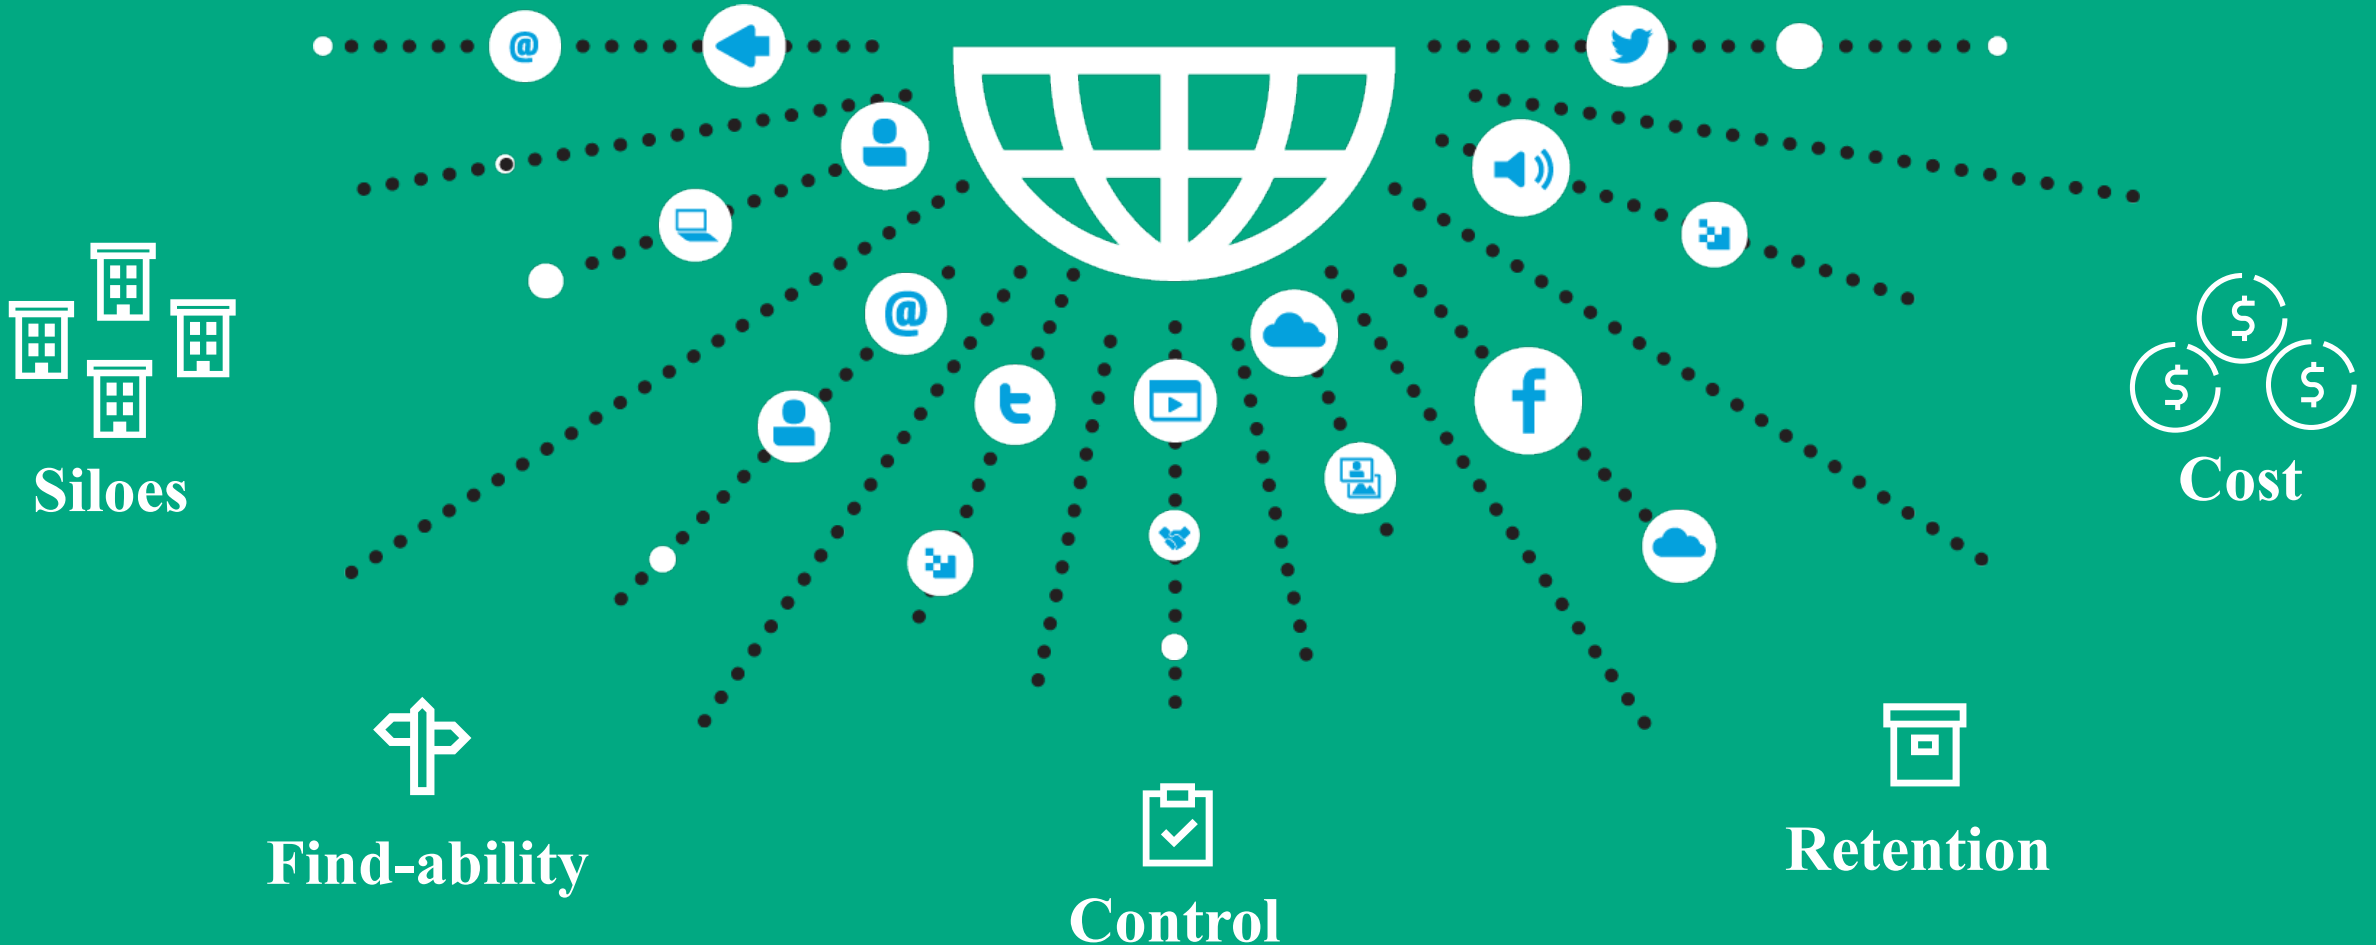 Siloes
Cost
Find-ability
Retention
Control